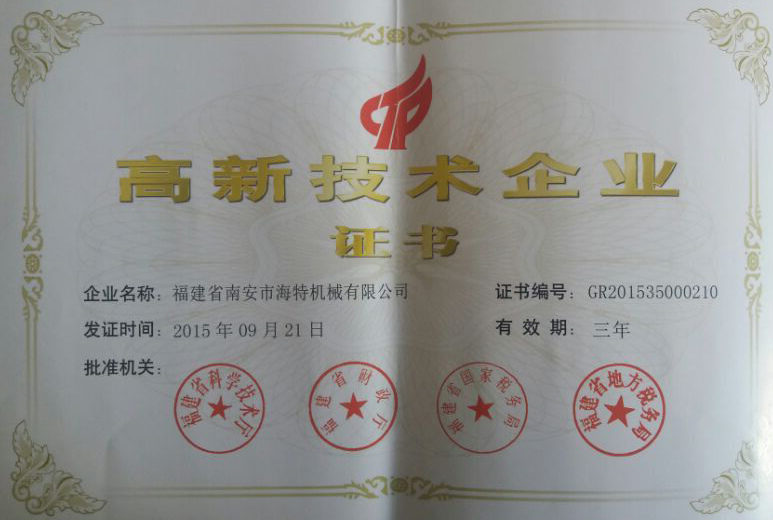 高新技术企业
证书
企业名称：福建省南安市海特机械有限公司
证书编号：GR201535000210
发证时间：2015年09月21日
有效期：三年
批准机关：
福建省科学技术厅
福建省财政厅
福建省国家税务局
福建省地方税务局